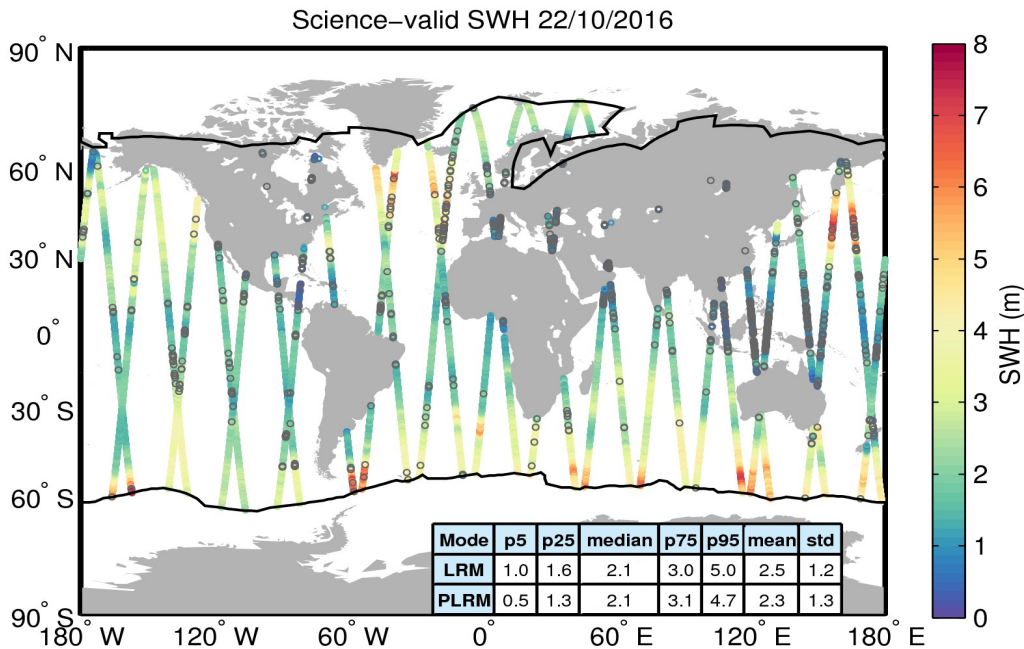 Science−valid SWH 22/10/2016
90° N
60° N
30° N
0°
30° S
60° S
90° S
180° W
120° W
60° W
0°
60° E
120° E
180° E
Mode p5 p25 median p75 p95 mean std
LRM 1.0 1.6 2.1 3.0 5.0 2.5 1.2
PLRM 0.5 1.3 2.1 3.1 4.7 2.3 1.3
8
7
6
5
4
3
2
1
0
SWH (m)